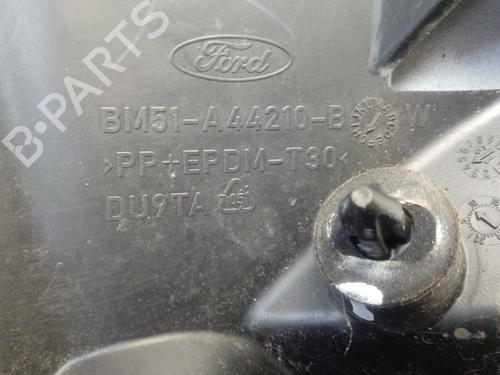 B-PARTS
Ford
BM51-A44210-B W
>PP+EPDM-T30<
DU9TA